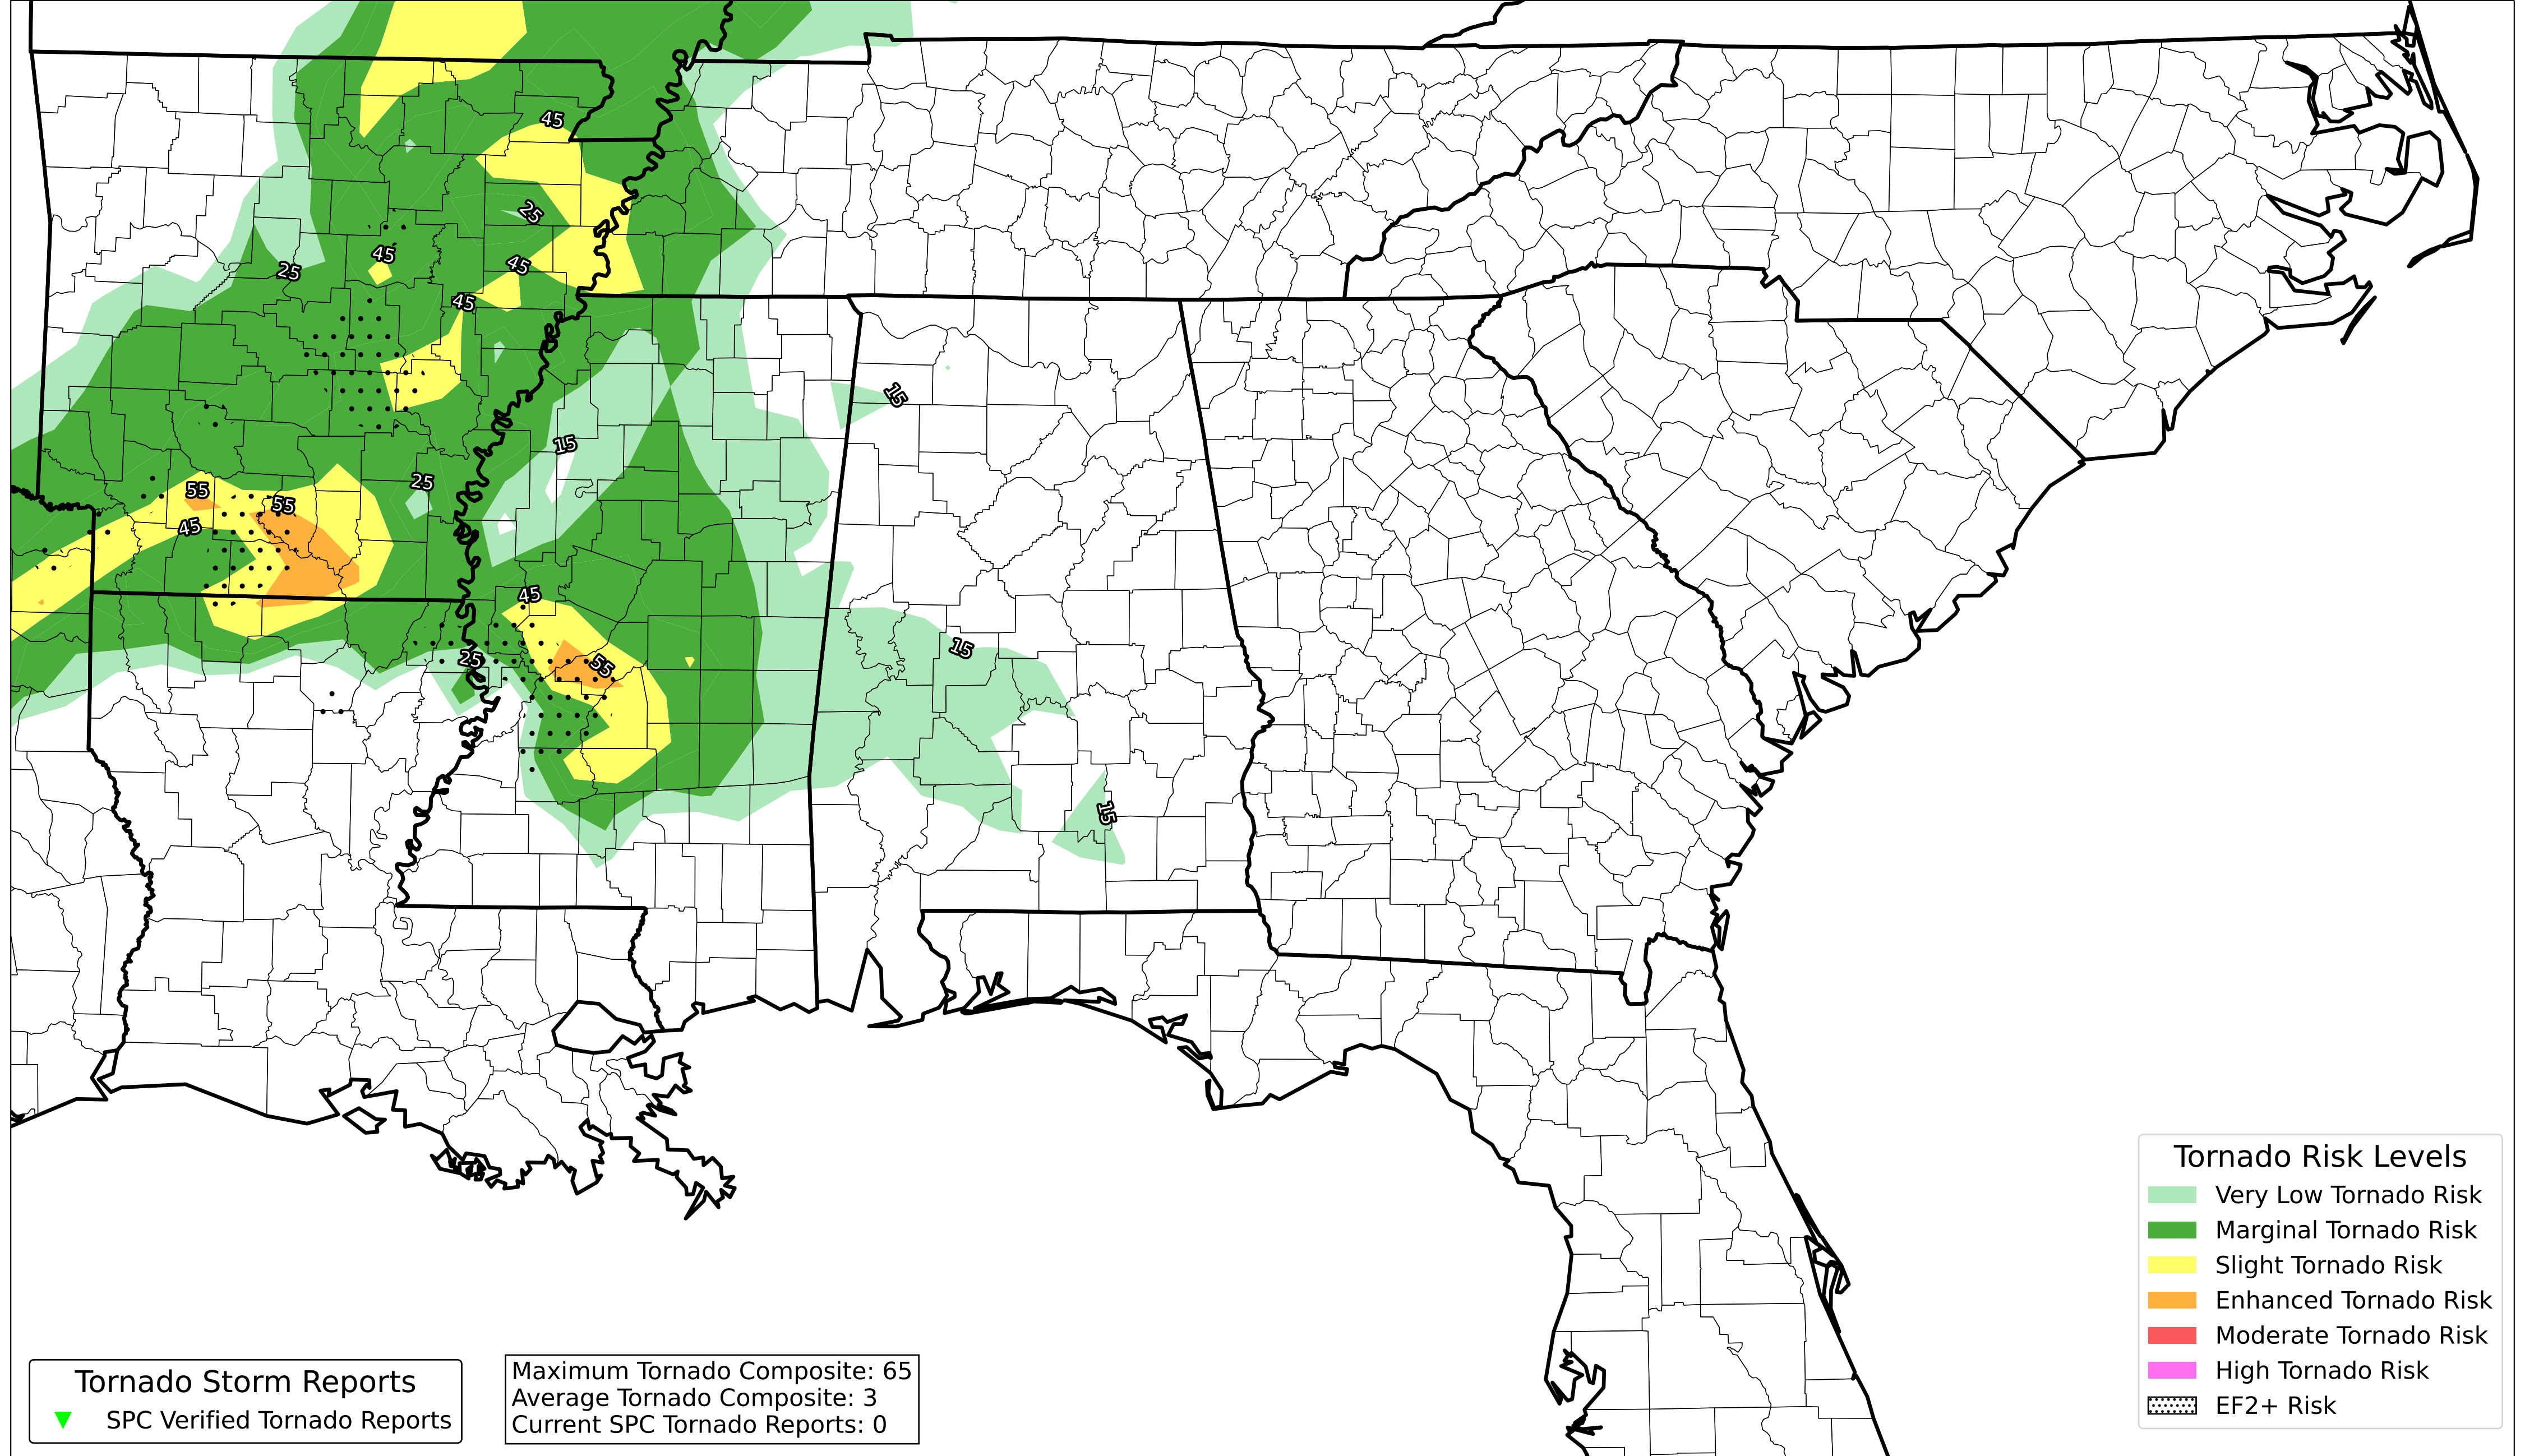 45
25
45
25
45
45
15
15
25
55
55
45
45
15
25
55
15
Tornado Risk Levels
Very Low Tornado Risk
Marginal Tornado Risk
Slight Tornado Risk
Enhanced Tornado Risk
Moderate Tornado Risk
High Tornado Risk
EF2+ Risk
Tornado Storm Reports
SPC Verified Tornado Reports
Maximum Tornado Composite: 65
Average Tornado Composite: 3
Current SPC Tornado Reports: 0